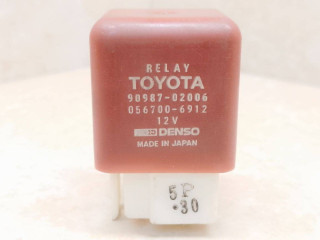 RELAY
TOYOTA
90987-02006
056700-6912
12V
DENSO
MADE IN JAPAN
5P
·30